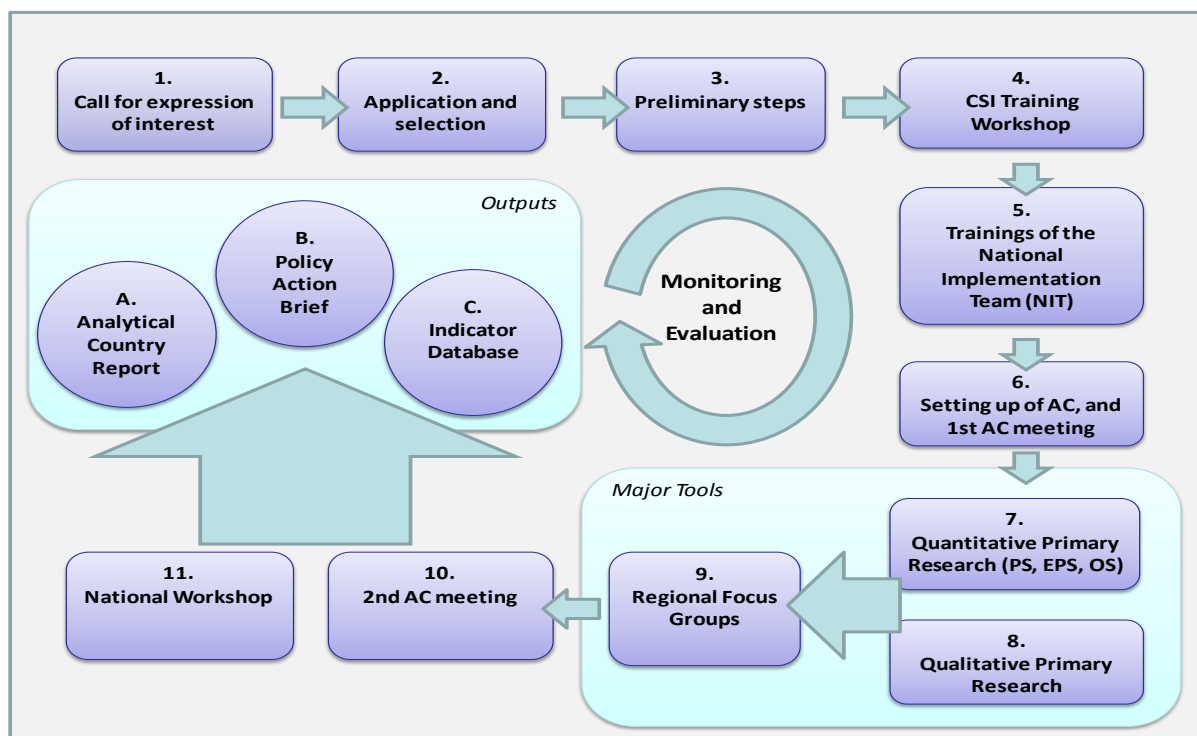 1.
Call for expression
of interest
2.
Application and
selection
3.
Preliminary steps
4.
CSI Training
Workshop
Outputs
A.
Analytical
Country
Report
B.
Policy
Action
Brief
C.
Indicator
Database
Monitoring
and
Evaluation
5.
Trainings of the
National
Implementation
Team (NIT)
6.
Setting up of AC, and
1st AC meeting
Major Tools
7.
Quantitative Primary
Research (PS, EPS, OS)
8.
Qualitative Primary
Research
9.
Regional Focus
Groups
10.
2nd AC meeting
11.
National Workshop